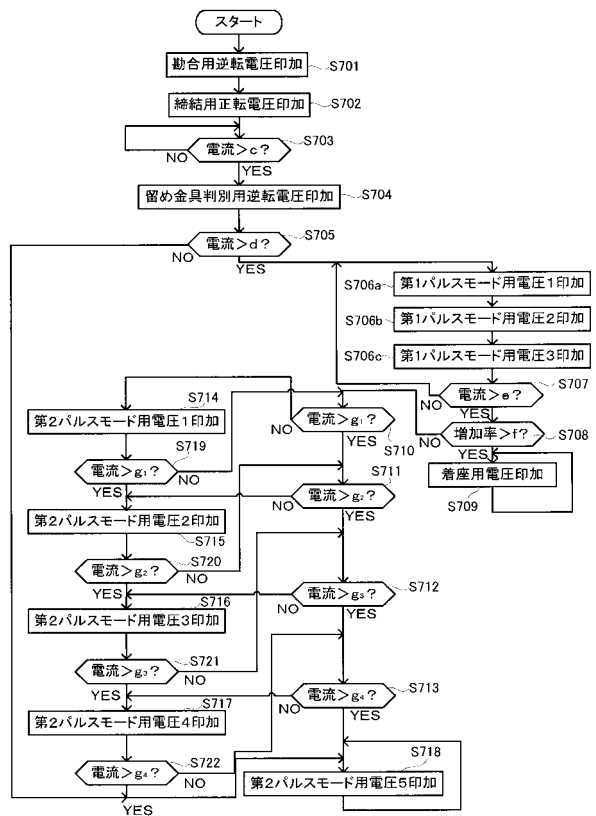 スタート
勘合用逆転電圧印加
S701
締結用正転電圧印加
S702
電流>c?
S703
NO
YES
留め金具判別用逆転電圧印加
S704
電流>d?
S705
NO
YES
S706a
第1パルスモード用電圧1印加
S706b
第1パルスモード用電圧2印加
S706c
第1パルスモード用電圧3印加
電流>e?
S707
NO
YES
増加率>f?
S708
NO
YES
着座用電圧印加
S709
電流>g₁?
S710
NO
YES
第2パルスモード用電圧1印加
S714
電流>g₁?
S719
NO
YES
電流>g₂?
S711
NO
YES
第2パルスモード用電圧2印加
S715
電流>g₂?
S720
NO
YES
電流>g₃?
S712
NO
YES
第2パルスモード用電圧3印加
S716
電流>g₃?
S721
NO
YES
電流>g₄?
S713
NO
YES
第2パルスモード用電圧4印加
S717
電流>g₄?
S722
NO
YES
第2パルスモード用電圧5印加
S718